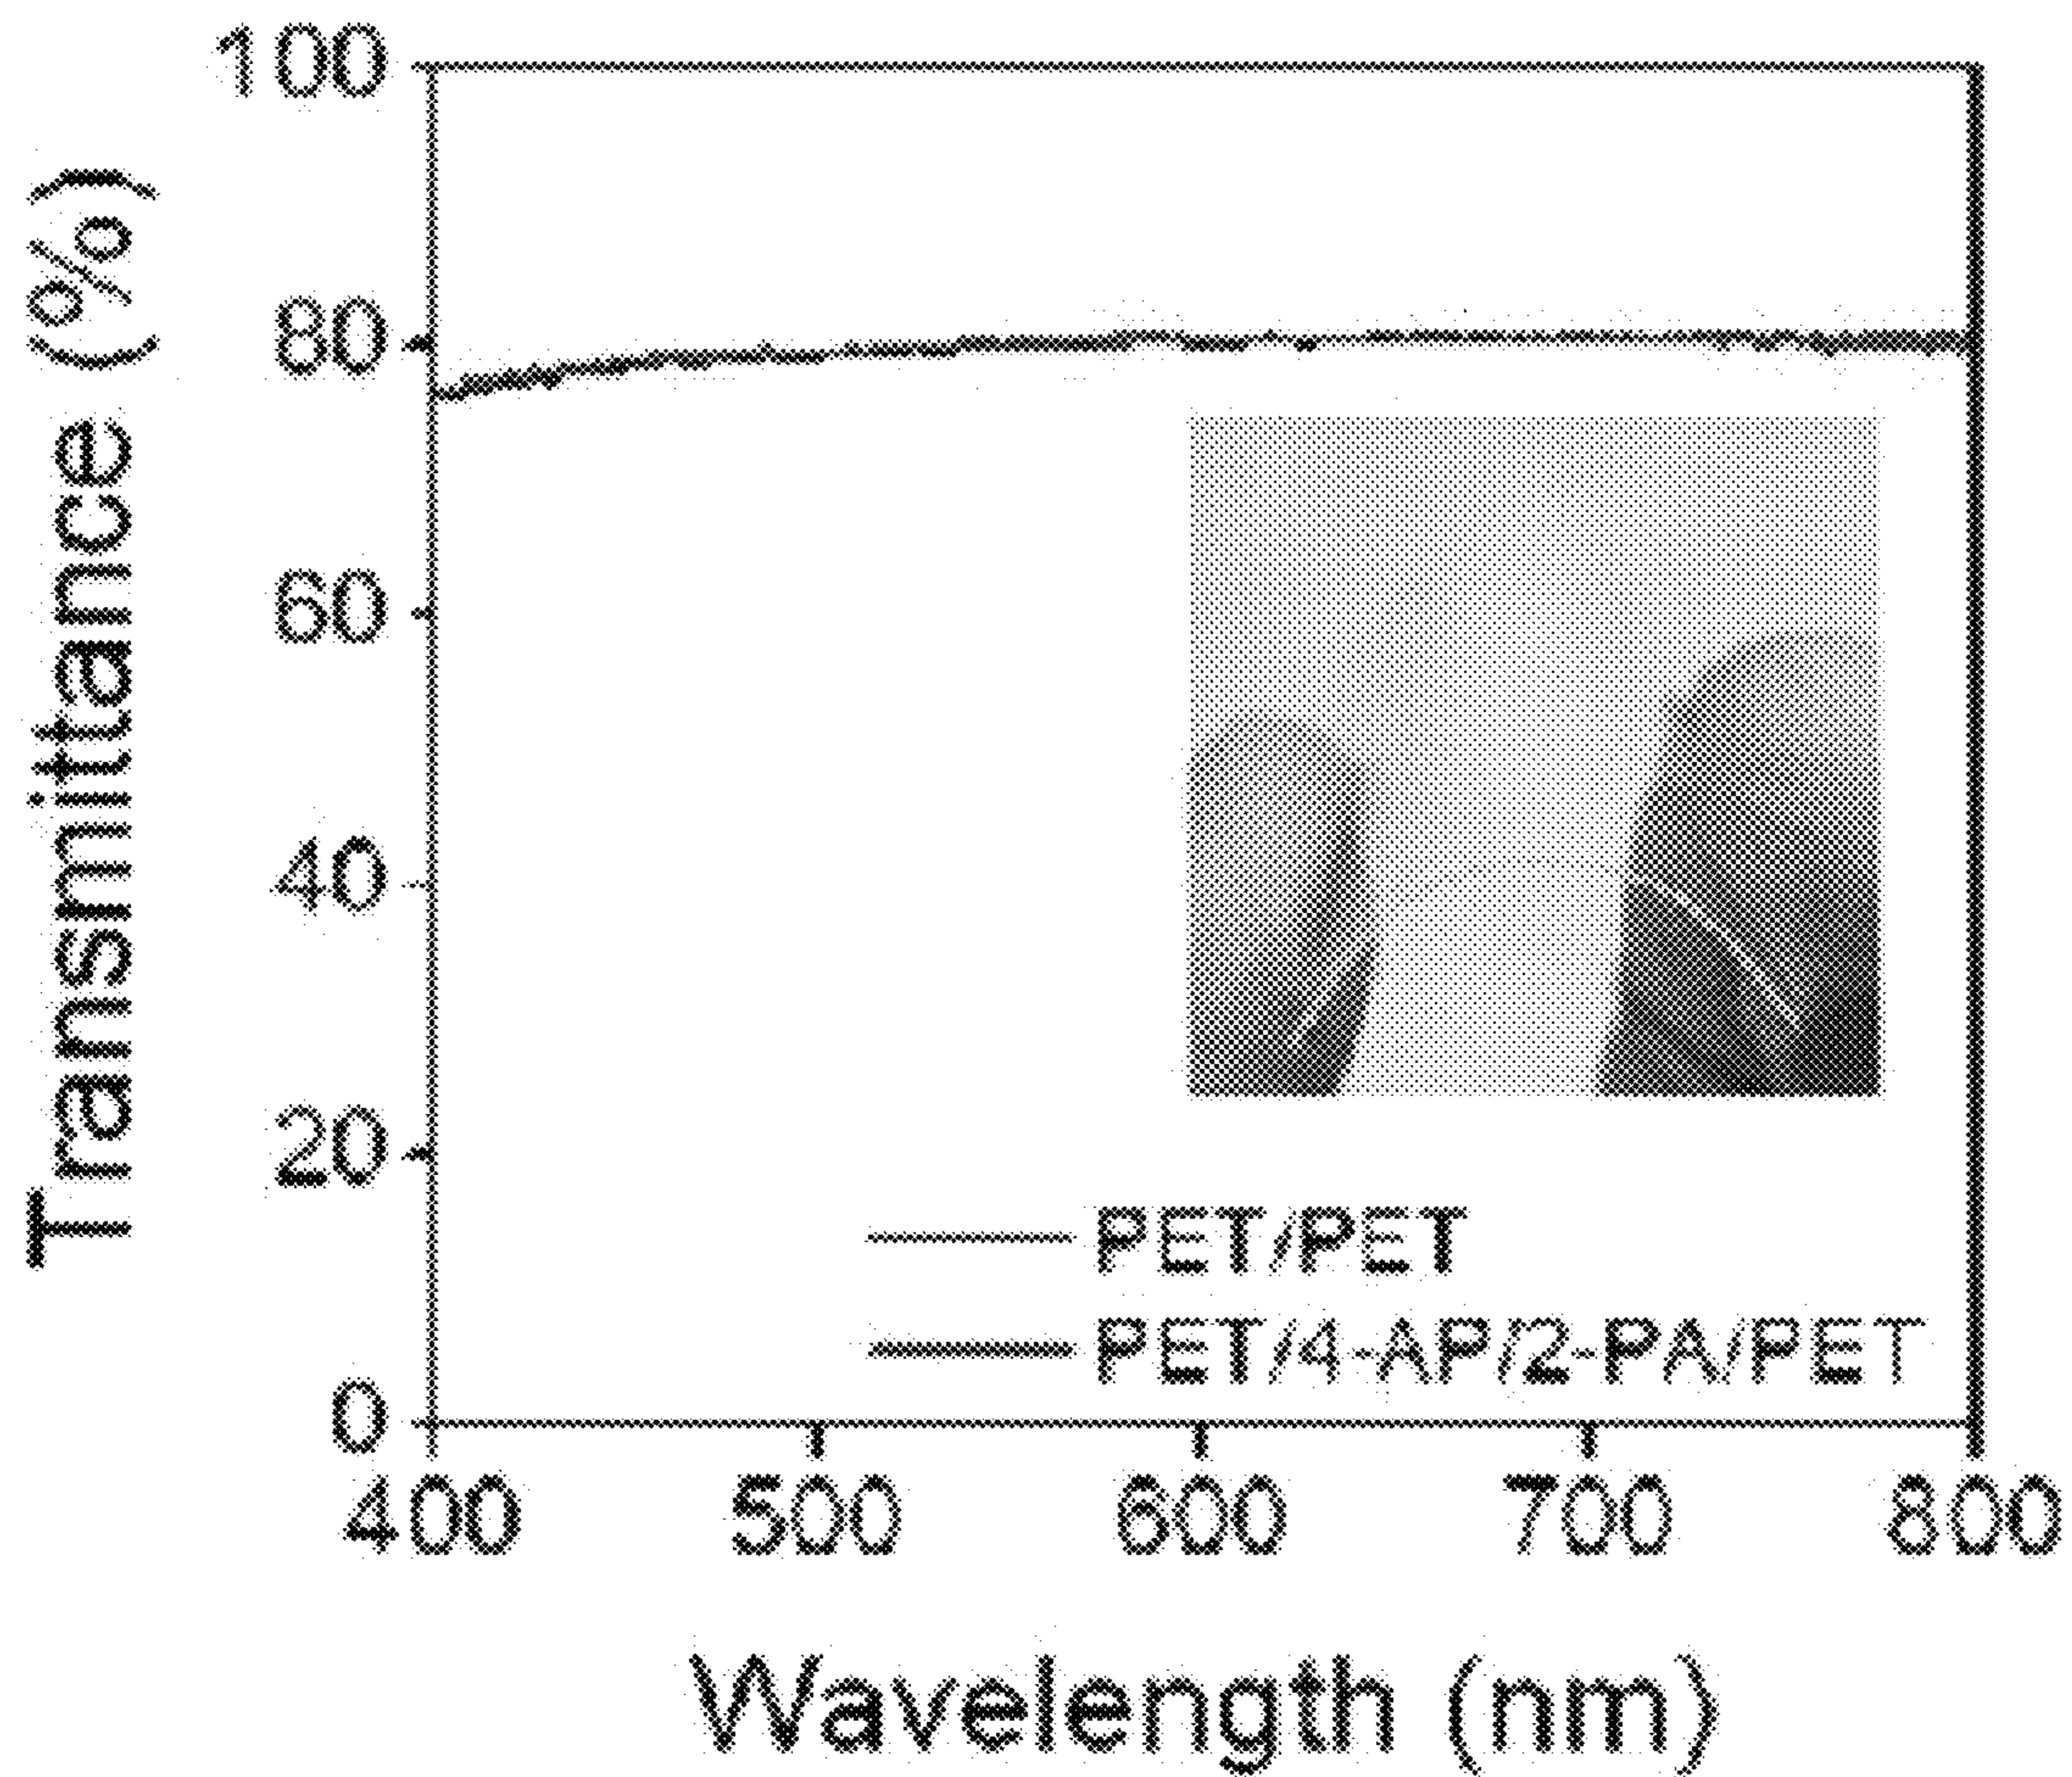 Transmittance (%)
100
80
60
40
20
0
PET/PET
PET/4-AP/2-PA/PET
400 500 600 700 800
Wavelength (nm)